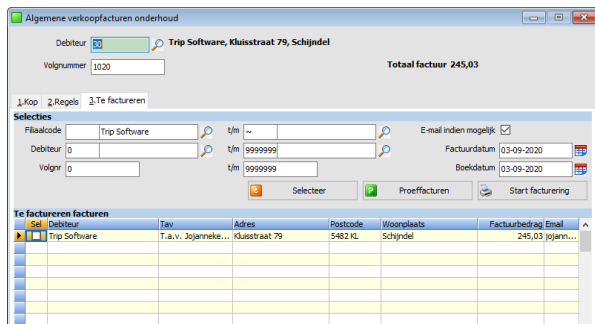 Algemene verkoopfacturen onderhoud
Debiteur 30 Trip Software, Kluisstraat 79, Schijndel
Volgnummer 1020 Totaal factuur 245,03
1.Kop 2.Regels 3.Te factureren
Selecties
Filiaalcode Trip Software t/m ~ E-mail indien mogelijk
Debiteur 0 t/m 9999999 Factuurdatum 03-09-2020
Volgnr 0 t/m 9999999 Boekdatum 03-09-2020
Selecteer P Proeffacturen Start facturering
Te factureren facturen
Sel Debiteur Tav Adres Postcode Woonplaats Factuurbedrag Email
Trip Software T.a.v. Jojanneke... Kluisstraat 79 5482 KL Schijndel 245,03 jojann...